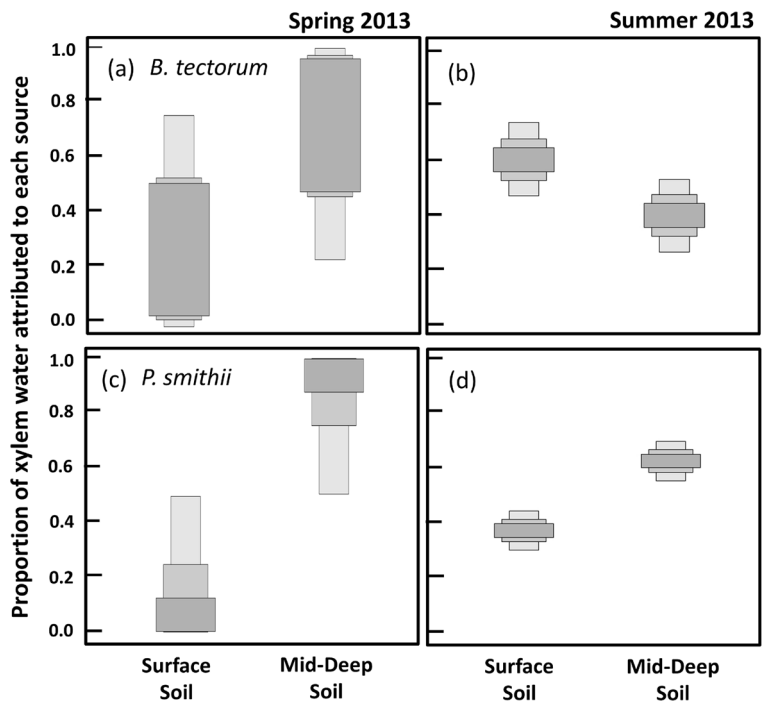 Spring 2013
Summer 2013
Proportion of xylem water attributed to each source
(a) B. tectorum
(b)
1.0
0.8
0.6
0.4
0.2
0.0
(c) P. smithii
(d)
1.0
0.8
0.6
0.4
0.2
0.0
Surface
Soil
Mid-Deep
Soil
Surface
Soil
Mid-Deep
Soil